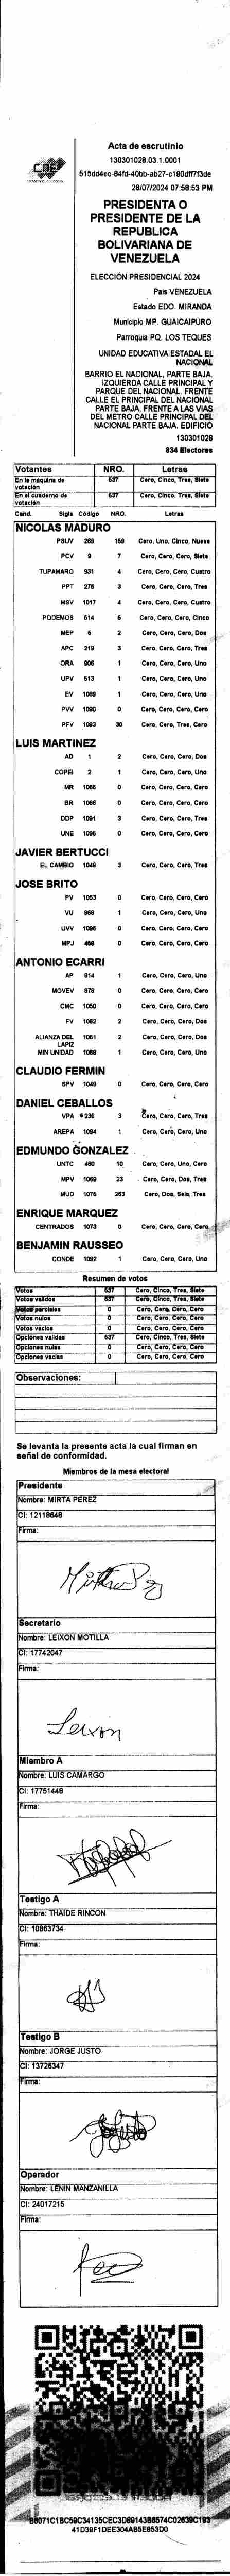 CNE
Acta de escrutinio
130301028.03.1.0001
515dd4ec-84fd-40bb-ab27-c180dff7f3de
28/07/2024 07:58:53 PM
PRESIDENTA O
PRESIDENTE DE LA
REPUBLICA
BOLIVARIANA DE
VENEZUELA
ELECCIÓN PRESIDENCIAL 2024
Pais VENEZUELA
Estado EDO. MIRANDA
Municipio MP. GUAICAIPURO
Parroquia PQ. LOS TEQUES
UNIDAD EDUCATIVA ESTADAL EL
NACIONAL
BARRIO EL NACIONAL, PARTE BAJA.
IZQUIERDA CALLE PRINCIPAL Y
PARQUE DEL NACIONAL. FRENTE
CALLE EL PRINCIPAL DEL NACIONAL
PARTE BAJA, FRENTE A LAS VIAS
DEL METRO CALLE PRINCIPAL DEL
NACIONAL PARTE BAJA. EDIFICIO
130301028
834 Electores
Votantes NRO. Letras
En la máquina de votación 537 Cero, Cinco, Tres, Siete
En el cuaderno de votación 537 Cero, Cinco, Tres, Siete
Cand. Sigla Código NRO. Letras
NICOLAS MADURO
PSUV 269 159 Cero, Uno, Cinco, Nueve
PCV 9 7 Cero, Cero, Cero, Siete
TUPAMARO 931 4 Cero, Cero, Cero, Cuatro
PPT 276 3 Cero, Cero, Cero, Tres
MSV 1017 4 Cero, Cero, Cero, Cuatro
PODEMOS 514 5 Cero, Cero, Cero, Cinco
MEP 6 2 Cero, Cero, Cero, Dos
APC 219 3 Cero, Cero, Cero, Tres
ORA 906 1 Cero, Cero, Cero, Uno
UPV 513 1 Cero, Cero, Cero, Uno
EV 1089 1 Cero, Cero, Cero, Uno
PVV 1090 0 Cero, Cero, Cero, Cero
PFV 1093 30 Cero, Cero, Tres, Cero
LUIS MARTINEZ
AD 1 2 Cero, Cero, Cero, Dos
COPEI 2 1 Cero, Cero, Cero, Uno
MR 1065 0 Cero, Cero, Cero, Cero
BR 1066 0 Cero, Cero, Cero, Cero
DDP 1091 3 Cero, Cero, Cero, Tres
UNE 1095 0 Cero, Cero, Cero, Cero
JAVIER BERTUCCI
EL CAMBIO 1048 3 Cero, Cero, Cero, Tres
JOSE BRITO
PV 1053 0 Cero, Cero, Cero, Cero
VU 968 1 Cero, Cero, Cero, Uno
UVV 1096 0 Cero, Cero, Cero, Cero
MPJ 468 0 Cero, Cero, Cero, Cero
ANTONIO ECARRI
AP 814 1 Cero, Cero, Cero, Uno
MOVEV 878 0 Cero, Cero, Cero, Cero
CMC 1050 0 Cero, Cero, Cero, Cero
FV 1062 2 Cero, Cero, Cero, Dos
ALIANZA DEL LAPIZ 1051 2 Cero, Cero, Cero, Dos
MIN UNIDAD 1088 1 Cero, Cero, Cero, Uno
CLAUDIO FERMIN
SPV 1049 0 Cero, Cero, Cero, Cero
DANIEL CEBALLOS
VPA 236 3 Cero, Cero, Cero, Tres
AREPA 1094 1 Cero, Cero, Cero, Uno
EDMUNDO GONZALEZ
UNTC 460 10 Cero, Cero, Uno, Cero
MPV 1069 23 Cero, Cero, Dos, Tres
MUD 1076 263 Cero, Dos, Seis, Tres
ENRIQUE MARQUEZ
CENTRADOS 1073 0 Cero, Cero, Cero, Cero
BENJAMIN RAUSSEO
CONDE 1092 1 Cero, Cero, Cero, Uno
Resumen de votos
Votos 537 Cero, Cinco, Tres, Siete
Votos validos 537 Cero, Cinco, Tres, Siete
Votos parciales 0 Cero, Cero, Cero, Cero
Votos nulos 0 Cero, Cero, Cero, Cero
Votos vacios 0 Cero, Cero, Cero, Cero
Opciones validas 537 Cero, Cinco, Tres, Siete
Opciones nulas 0 Cero, Cero, Cero, Cero
Opciones vacias 0 Cero, Cero, Cero, Cero
Observaciones:
Se levanta la presente acta la cual firman en
señal de conformidad.
Miembros de la mesa electoral
Presidente
Nombre: MIRTA PEREZ
CI: 12118648
Firma:
Secretario
Nombre: LEIXON MOTILLA
CI: 17742047
Firma:
Leixon
Miembro A
Nombre: LUIS CAMARGO
CI: 17751448
Firma:
Testigo A
Nombre: THAIDE RINCON
CI: 10863734
Firma:
Testigo B
Nombre: JORGE JUSTO
CI: 13726347
Firma:
Operador
Nombre: LENIN MANZANILLA
CI: 24017215
Firma:
41D39F1DEE304AB5E853D0